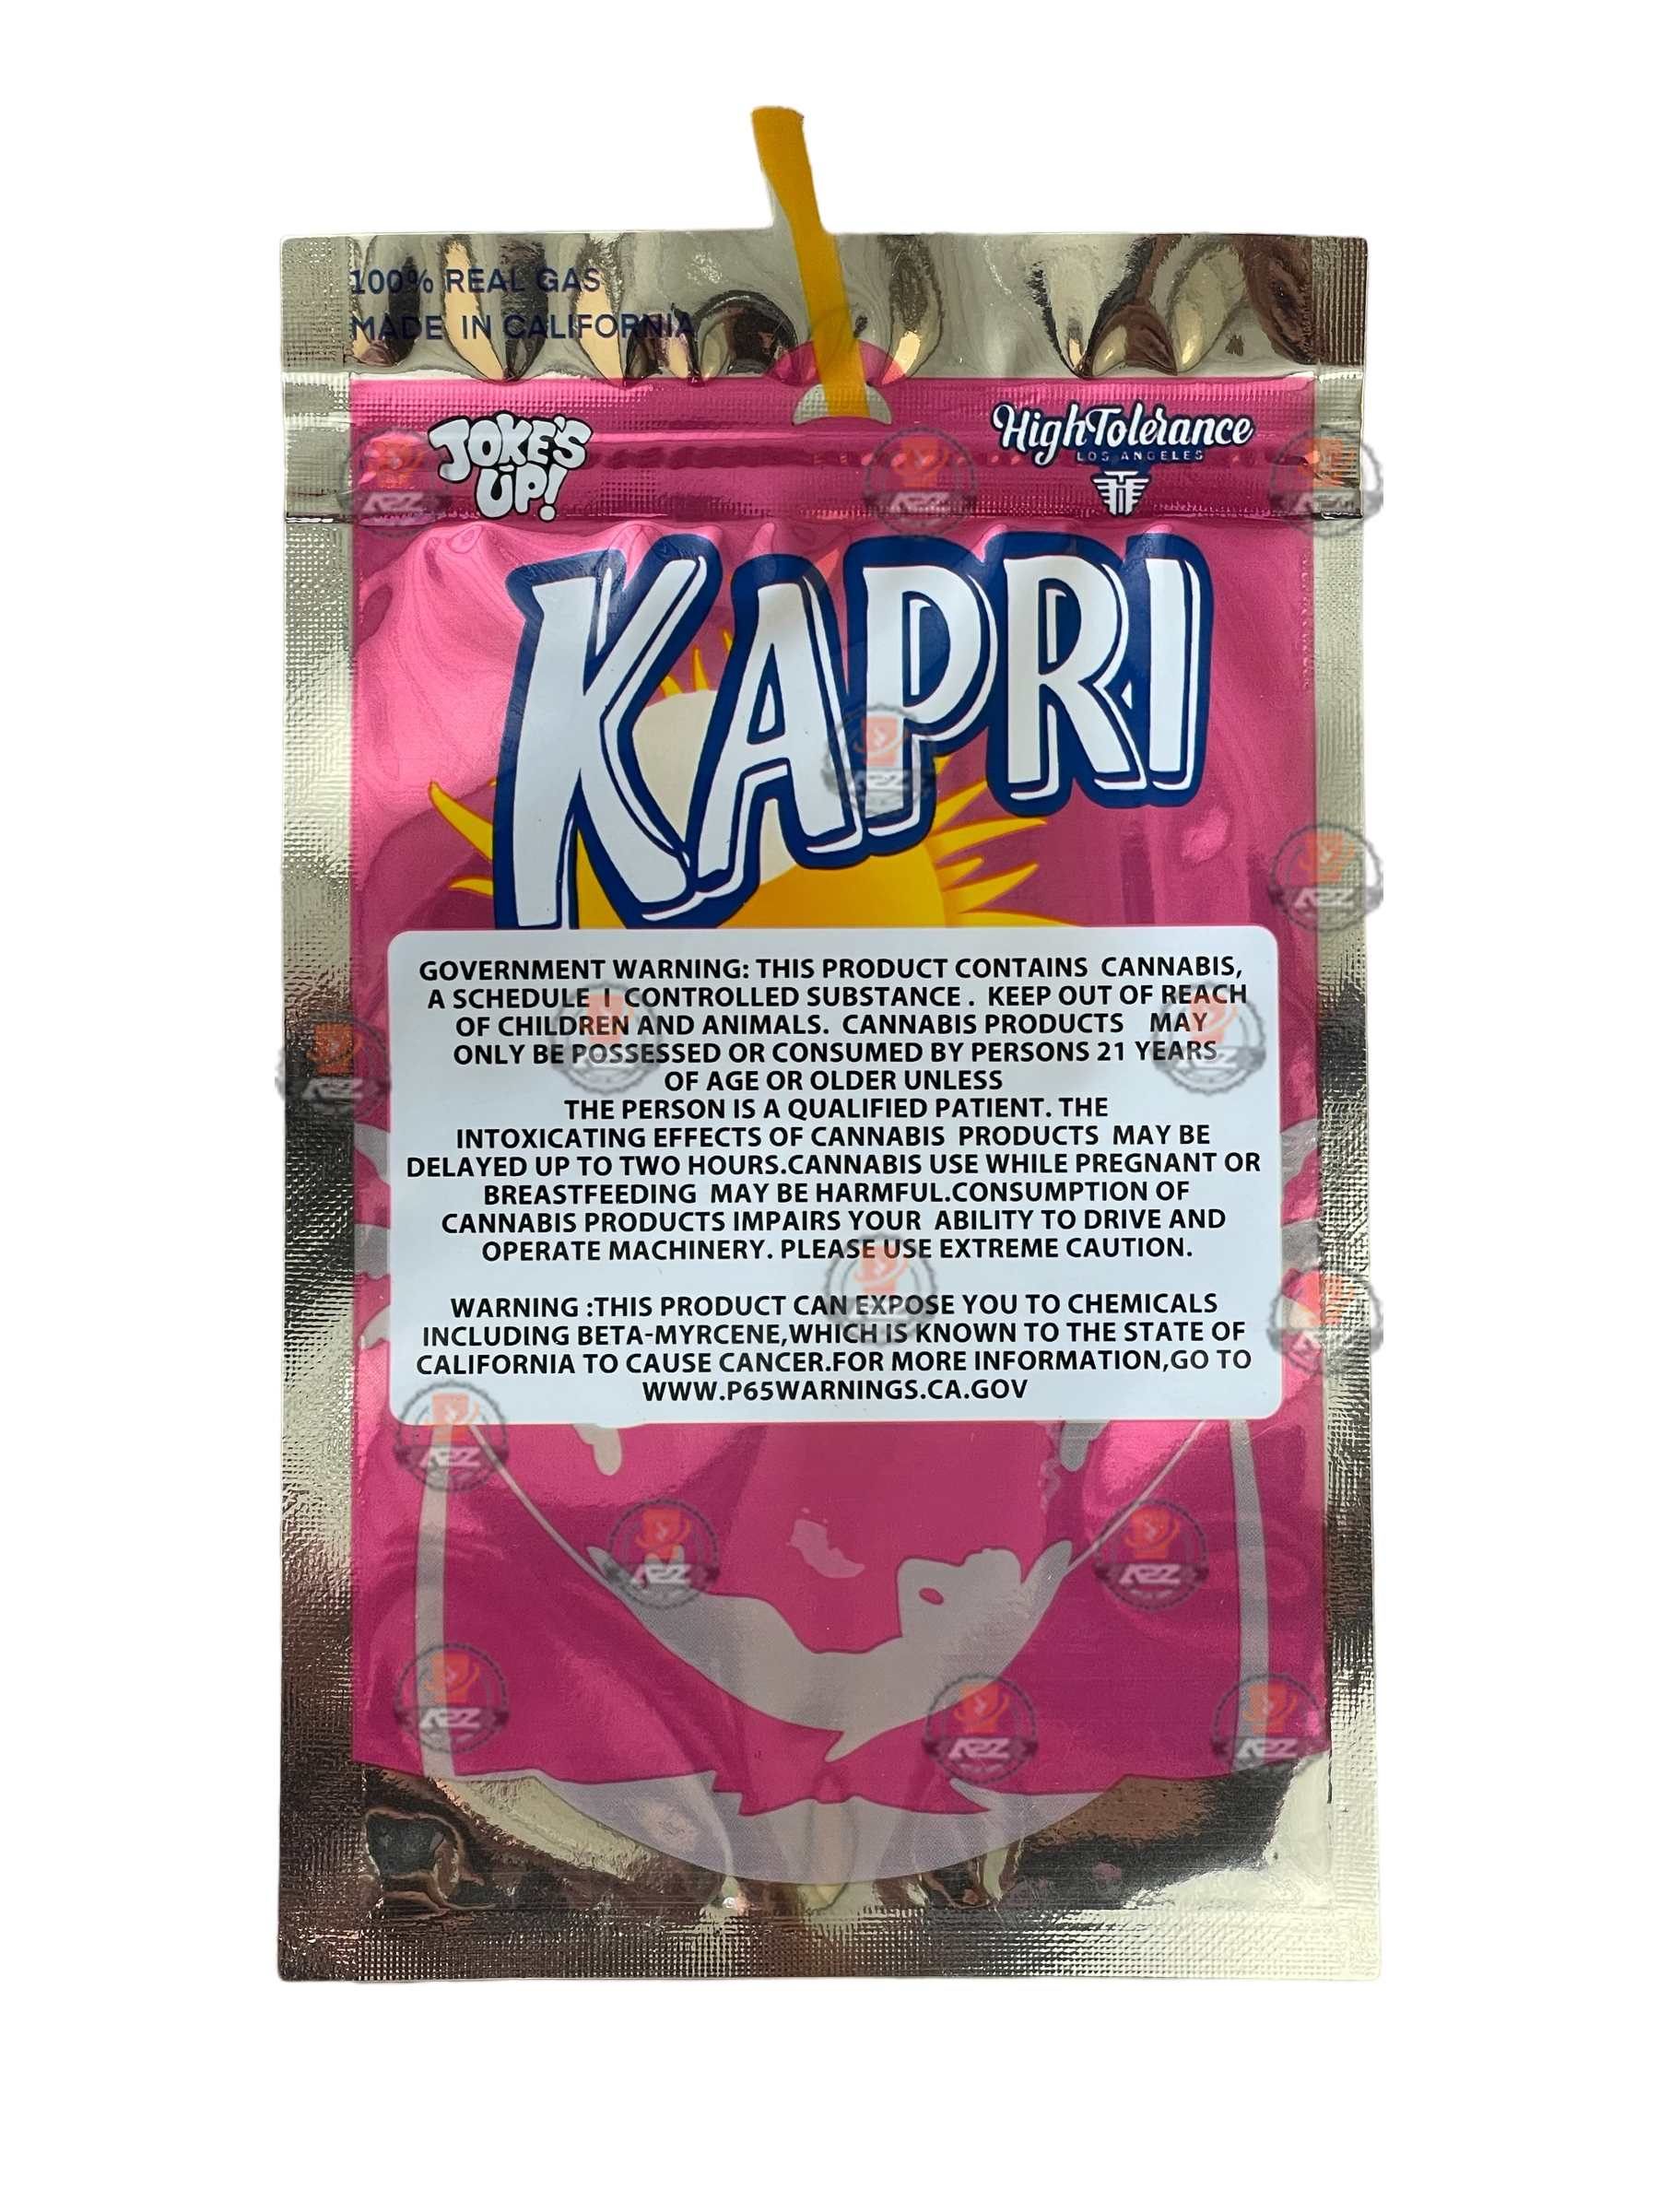 100% REAL GAS
MADE IN CALIFORNIA
JOKE'S
UP!
HighTolerance
LOS ANGELES
KAPRI
GOVERNMENT WARNING: THIS PRODUCT CONTAINS CANNABIS,
A SCHEDULE I CONTROLLED SUBSTANCE . KEEP OUT OF REACH
OF CHILDREN AND ANIMALS. CANNABIS PRODUCTS MAY
ONLY BE POSSESSED OR CONSUMED BY PERSONS 21 YEARS
OF AGE OR OLDER UNLESS
THE PERSON IS A QUALIFIED PATIENT. THE
INTOXICATING EFFECTS OF CANNABIS PRODUCTS MAY BE
DELAYED UP TO TWO HOURS.CANNABIS USE WHILE PREGNANT OR
BREASTFEEDING MAY BE HARMFUL.CONSUMPTION OF
CANNABIS PRODUCTS IMPAIRS YOUR ABILITY TO DRIVE AND
OPERATE MACHINERY. PLEASE USE EXTREME CAUTION.
WARNING :THIS PRODUCT CAN EXPOSE YOU TO CHEMICALS
INCLUDING BETA-MYRCENE,WHICH IS KNOWN TO THE STATE OF
CALIFORNIA TO CAUSE CANCER.FOR MORE INFORMATION,GO TO
WWW.P65WARNINGS.CA.GOV